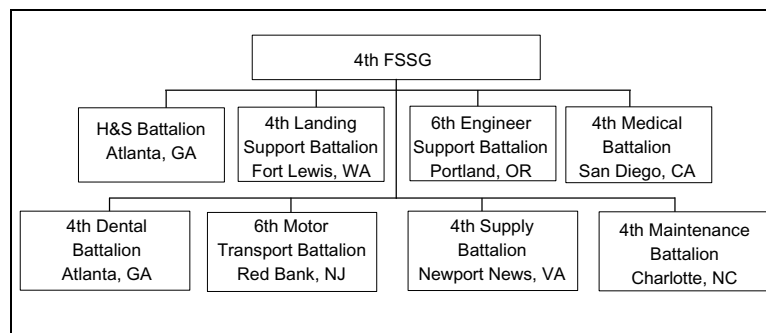 4th FSSG
H&S Battalion
Atlanta, GA
4th Landing
Support Battalion
Fort Lewis, WA
6th Engineer
Support Battalion
Portland, OR
4th Medical
Battalion
San Diego, CA
4th Dental
Battalion
Atlanta, GA
6th Motor
Transport Battalion
Red Bank, NJ
4th Supply
Battalion
Newport News, VA
4th Maintenance
Battalion
Charlotte, NC